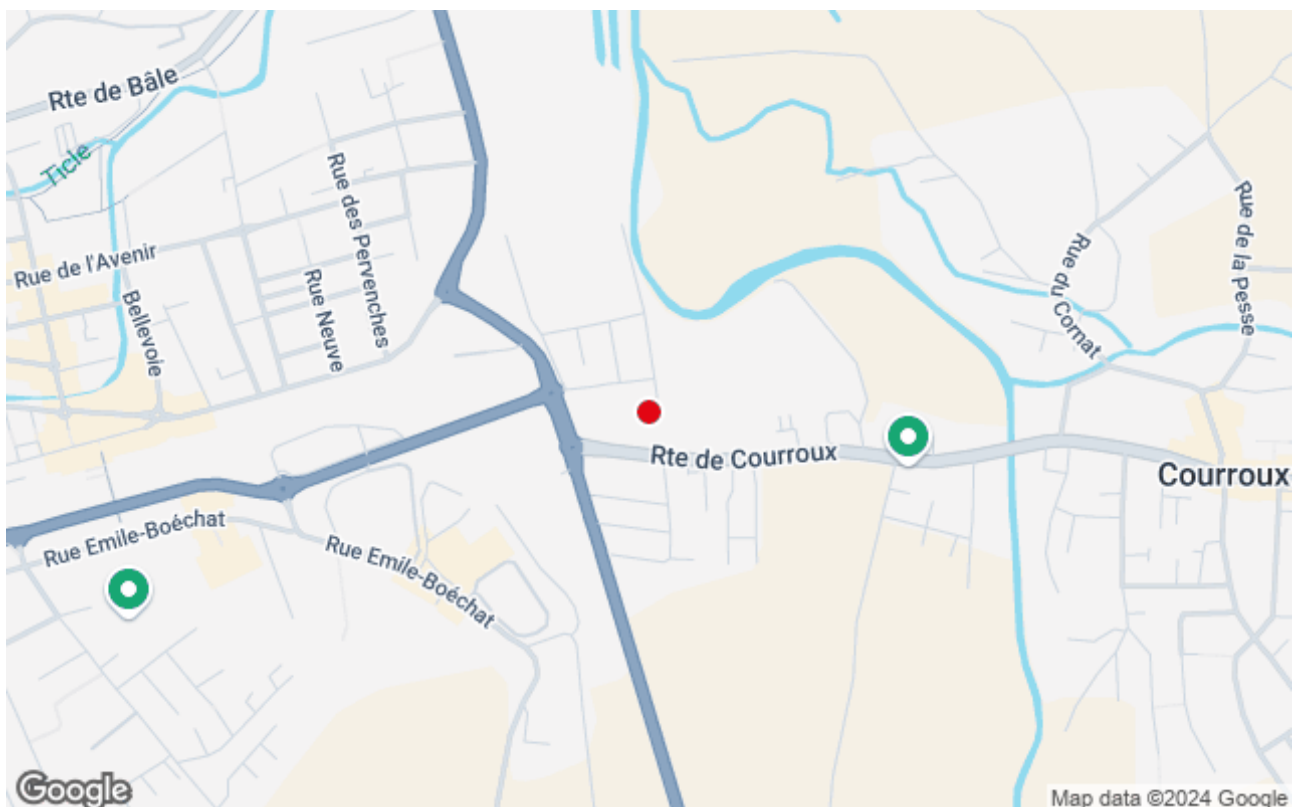 Rte de Bâle
Ticle
Rue des Pervenches
Rue de l'Avenir
Bellevoie
Rue Neuve
Rue du Cornat
Rue de la Pesse
Rte de Courroux
Courroux
Rue Emile-Boéchat
Rue Emile-Boéchat
Google
Map data ©2024 Google